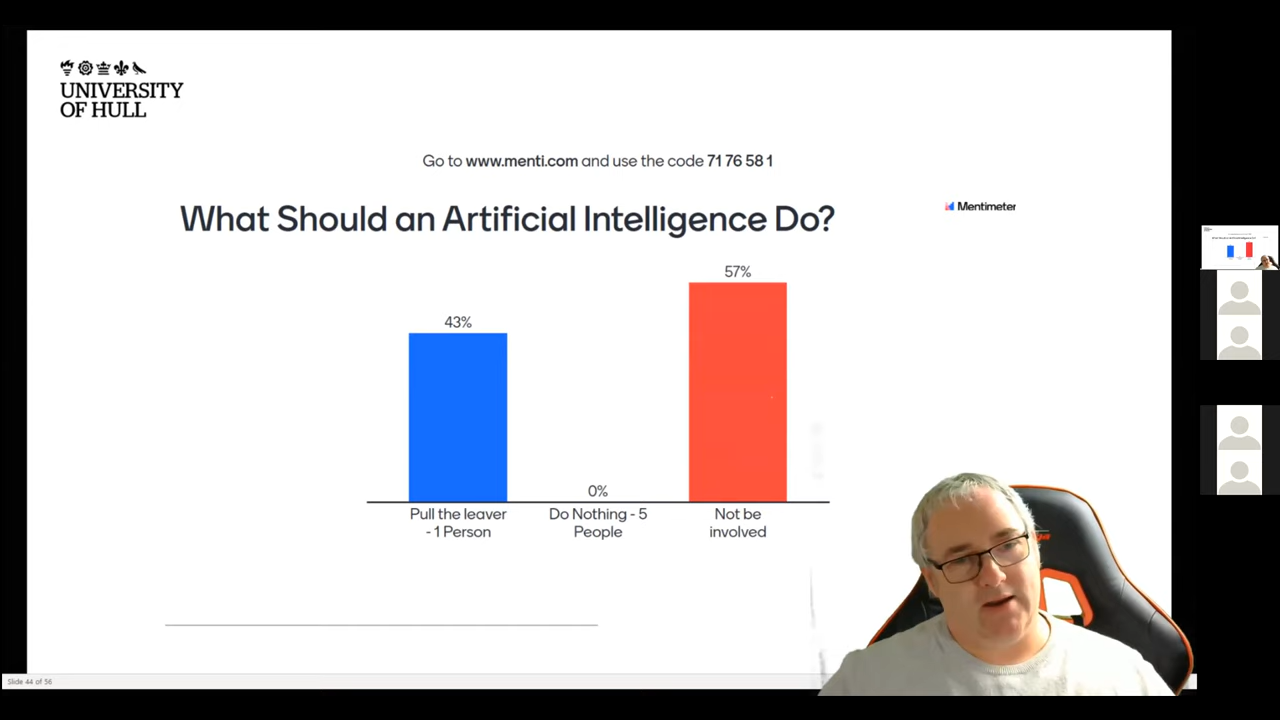 UNIVERSITY
OF HULL
Go to www.menti.com and use the code 71 76 58 1
What Should an Artificial Intelligence Do?
Mentimeter
57%
43%
0%
Pull the leaver
- 1 Person
Do Nothing - 5
People
Not be
involved
Slide 44 of 56